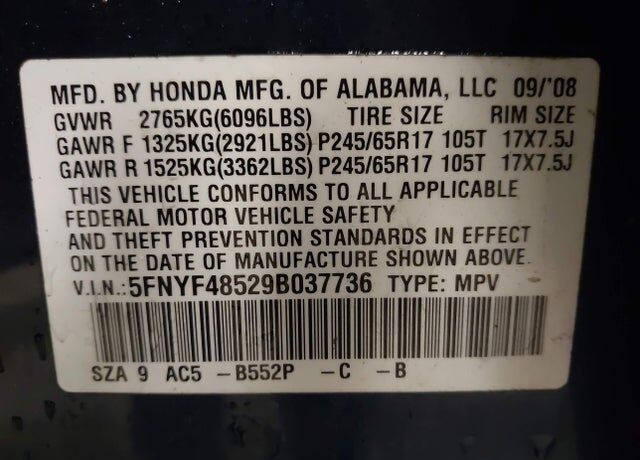 MFD. BY HONDA MFG. OF ALABAMA, LLC 09/'08
GVWR 2765KG(6096LBS) TIRE SIZE RIM SIZE
GAWR F 1325KG(2921LBS) P245/65R17 105T 17X7.5J
GAWR R 1525KG(3362LBS) P245/65R17 105T 17X7.5J
THIS VEHICLE CONFORMS TO ALL APPLICABLE
FEDERAL MOTOR VEHICLE SAFETY
AND THEFT PREVENTION STANDARDS IN EFFECT
ON THE DATE OF MANUFACTURE SHOWN ABOVE.
V.I.N.:5FNYF48529B037736 TYPE: MPV
SZA 9 AC5 -B552P -C -B